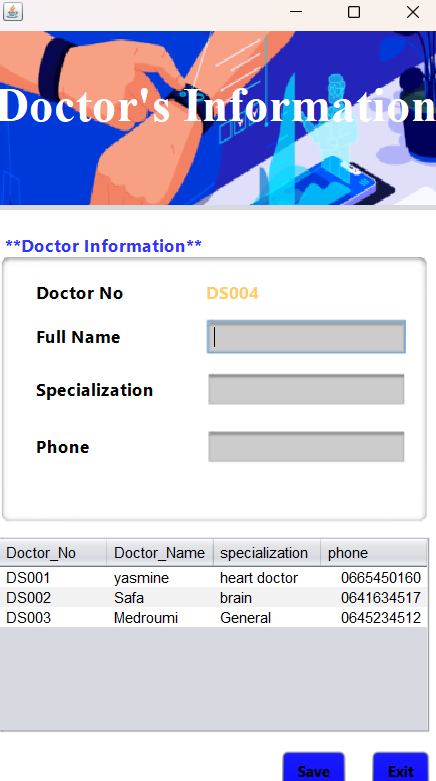 Doctor's Information
**Doctor Information**
Doctor No DS004
Full Name
Specialization
Phone
Doctor_No Doctor_Name specialization phone
DS001 yasmine heart doctor 0665450160
DS002 Safa brain 0641634517
DS003 Medroumi General 0645234512
Save Exit